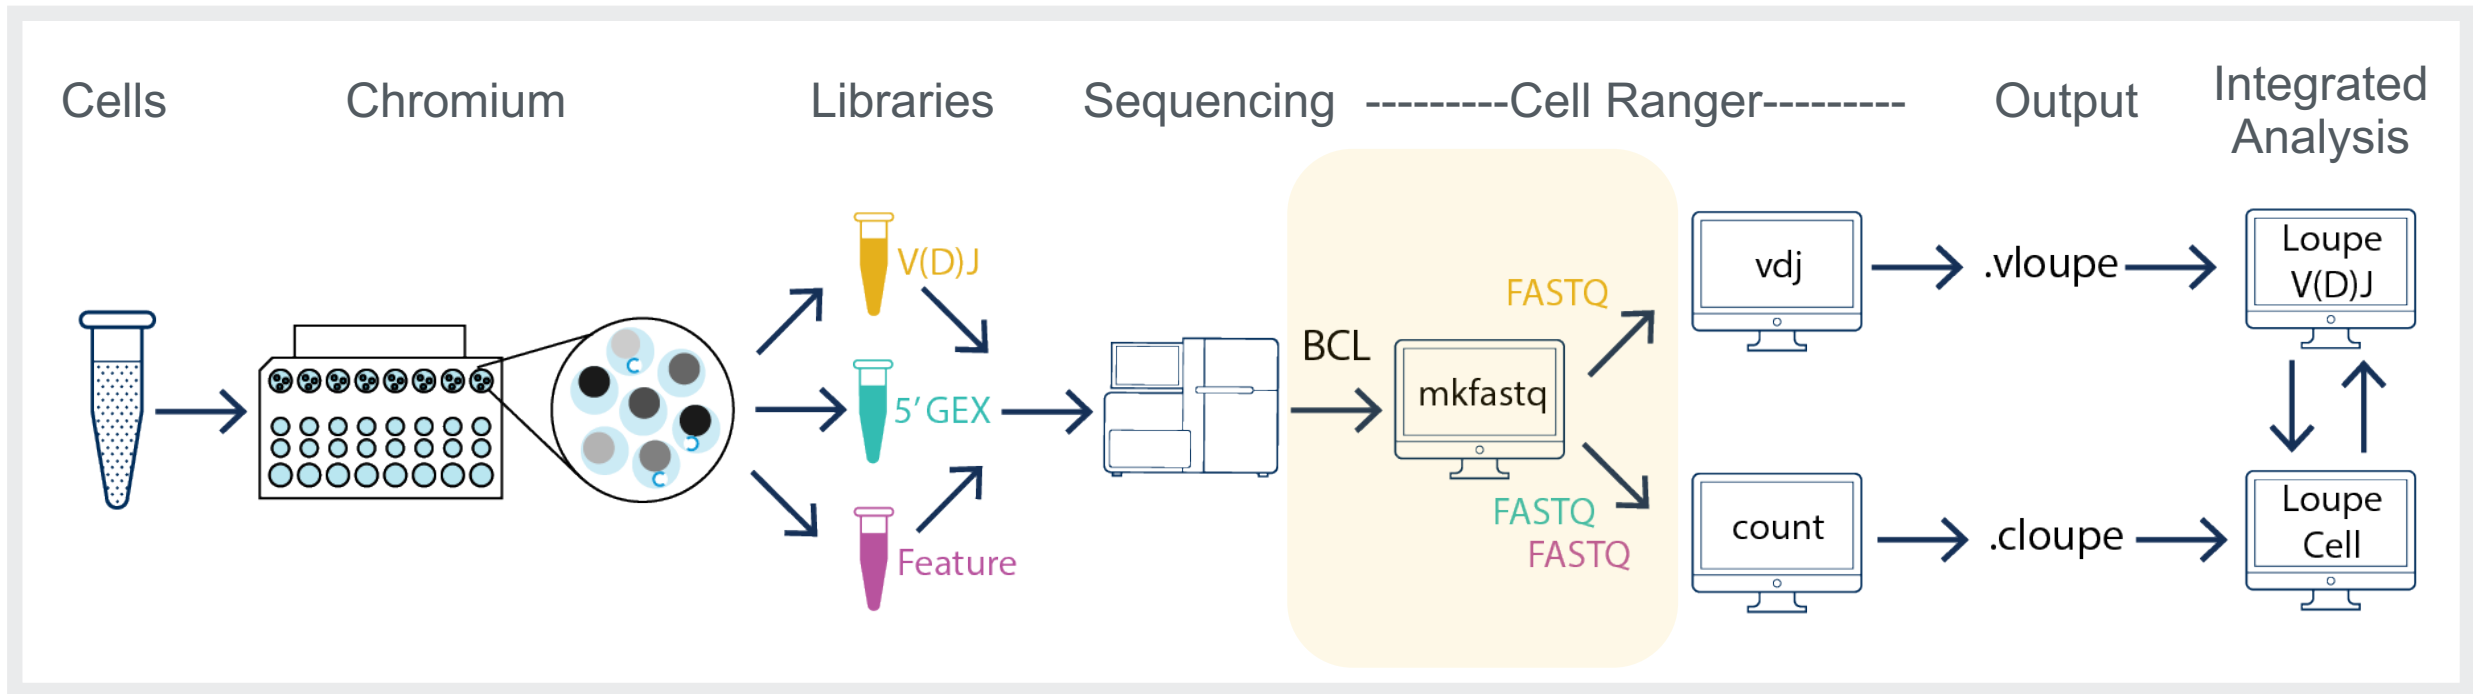 Cells
Chromium
Libraries
Sequencing
---------Cell Ranger---------
Output
Integrated
Analysis
V(D)J
5’ GEX
Feature
BCL
mkfastq
FASTQ
FASTQ
FASTQ
vdj
count
.vloupe
.cloupe
Loupe
V(D)J
Loupe
Cell